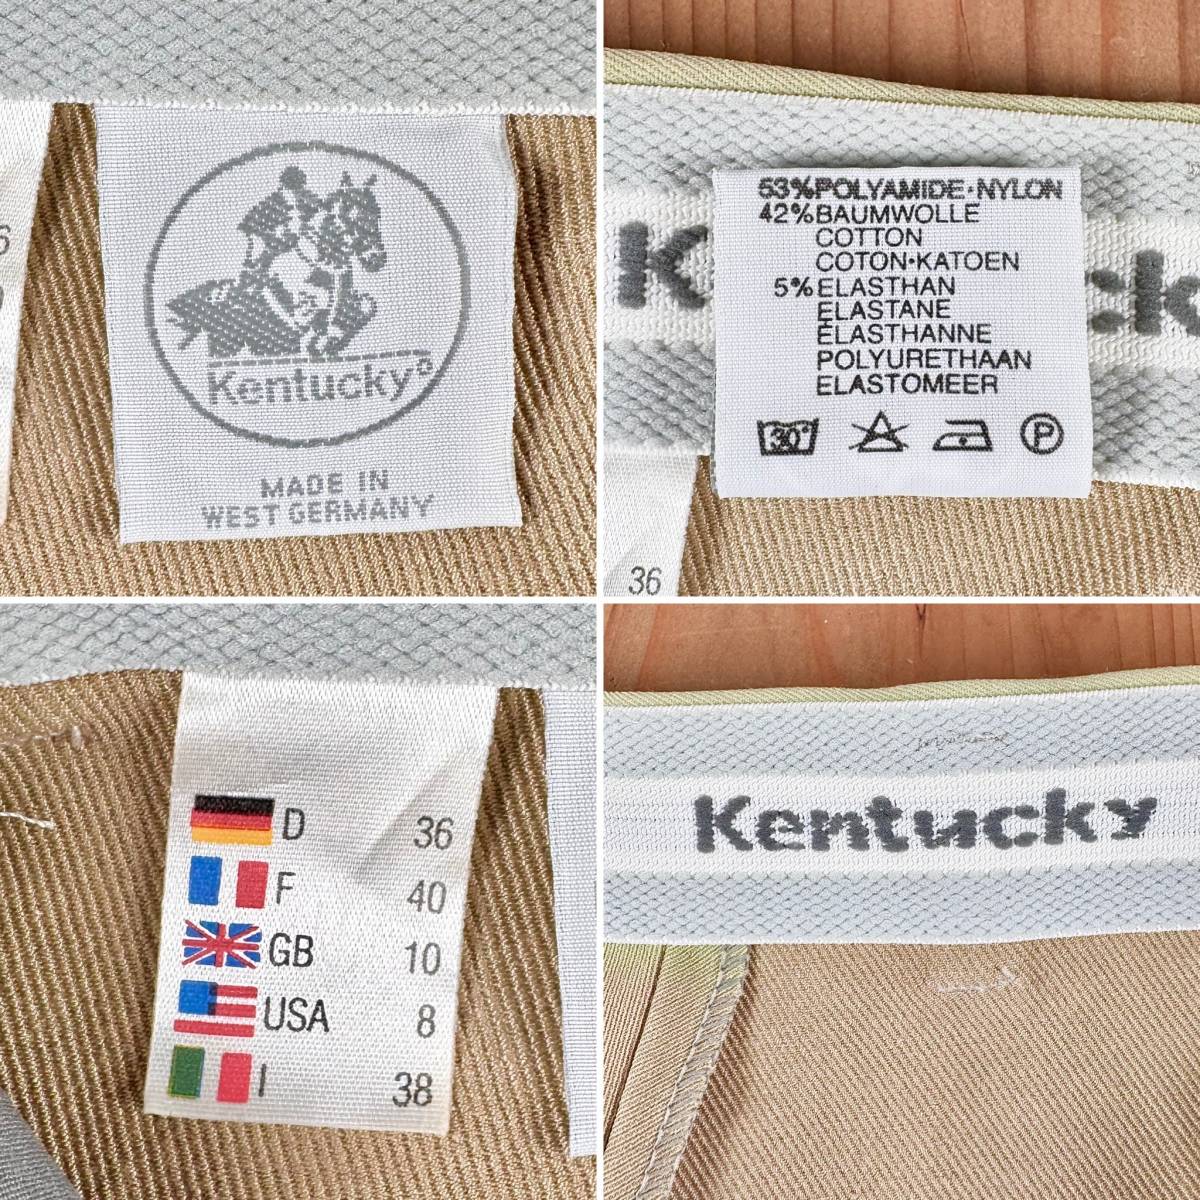 Kentucky®
MADE IN
WEST GERMANY
53%POLYAMIDE·NYLON
42%BAUMWOLLE
COTTON
COTON·KATOEN
5%ELASTHAN
ELASTANE
ELASTHANNE
POLYURETHAAN
ELASTOMEER
30° P
36
D 36
F 40
GB 10
USA 8
I 38
Kentucky